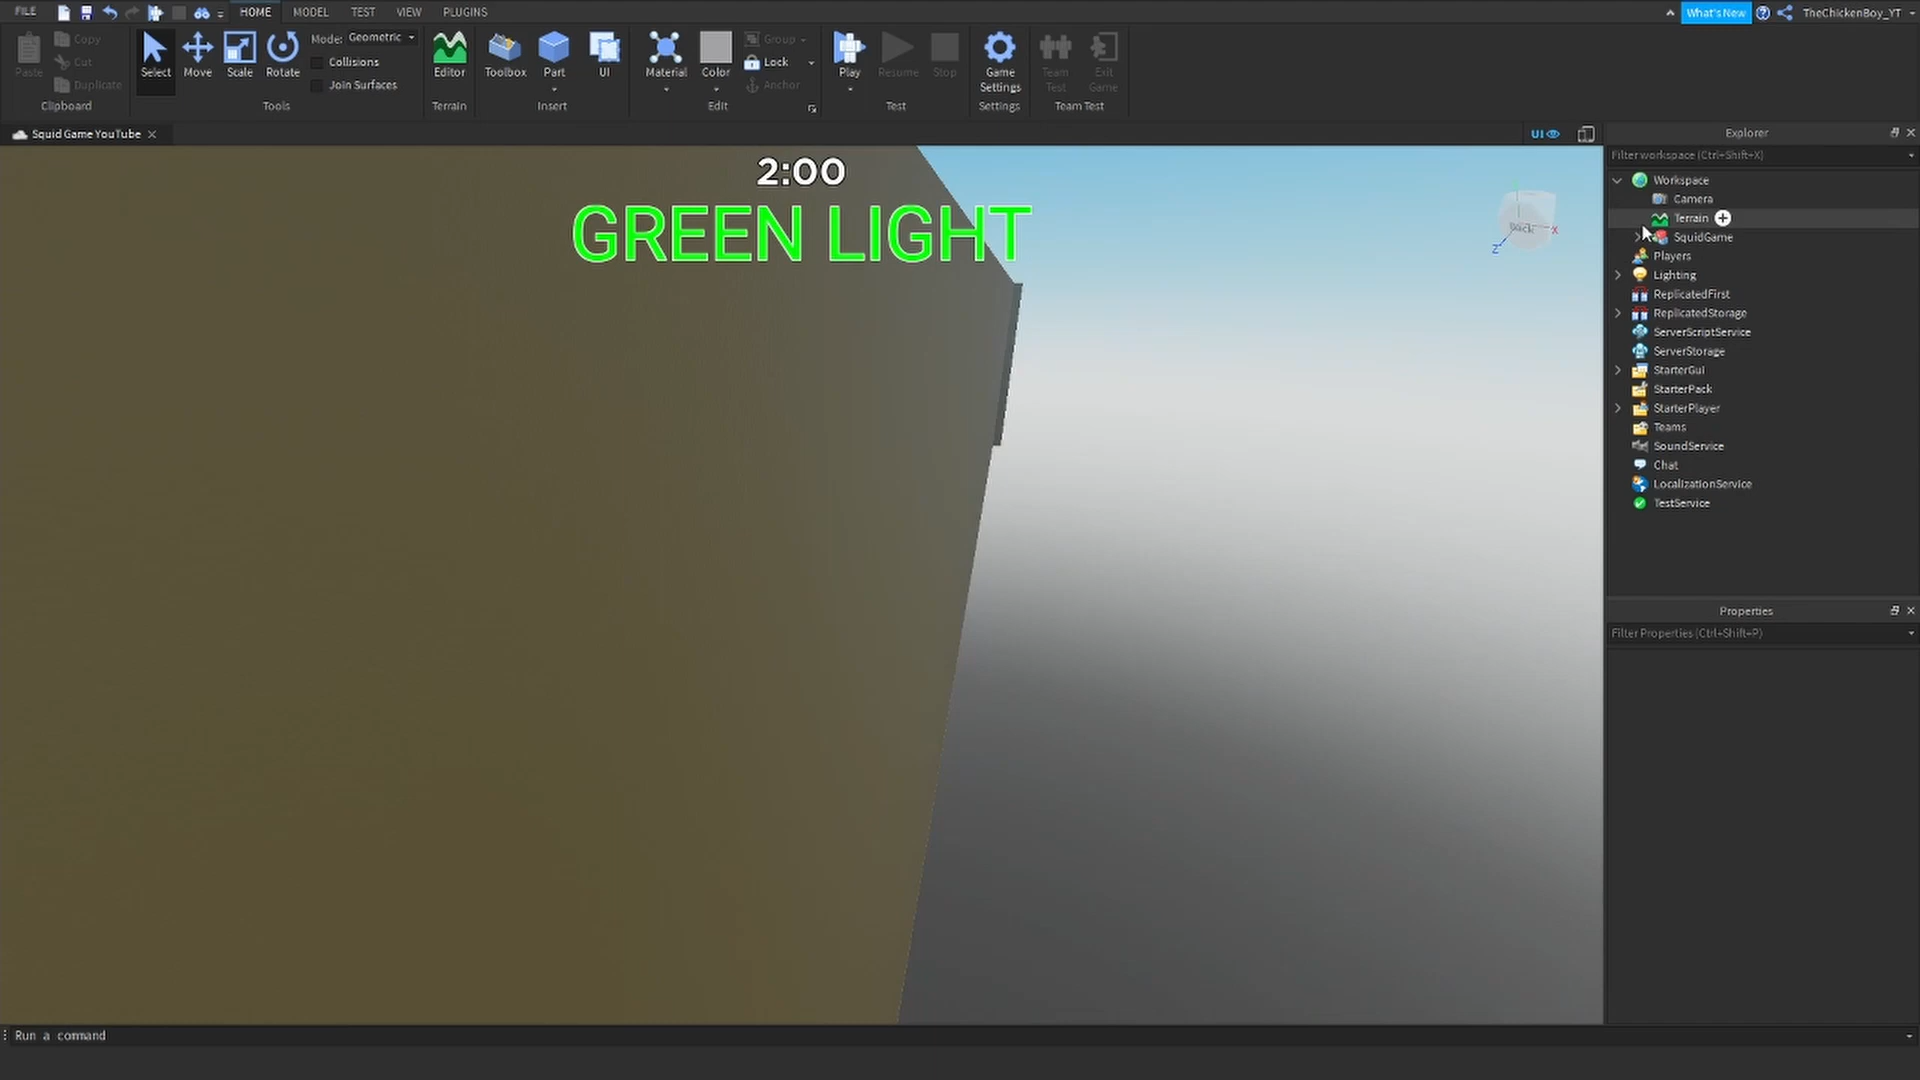 FILE HOME MODEL TEST VIEW PLUGINS What's New TheChickenBoy_YT
Paste Copy Cut Duplicate
Clipboard
Select Move Scale Rotate
Mode: Geometric
Collisions
Join Surfaces
Tools
Editor
Terrain
Toolbox Part UI
Insert
Material Color Group Lock Anchor
Edit
Play Resume Stop
Test
Game Settings
Settings
Team Test Exit Game
Team Test
Squid Game YouTube
UI
2:00
GREEN LIGHT
Back
X
Z
Explorer
Filter workspace (Ctrl+Shift+X)
Workspace
Camera
Terrain
SquidGame
Players
Lighting
ReplicatedFirst
ReplicatedStorage
ServerScriptService
ServerStorage
StarterGui
StarterPack
StarterPlayer
Teams
SoundService
Chat
LocalizationService
TestService
Properties
Filter Properties (Ctrl+Shift+P)
Run a command